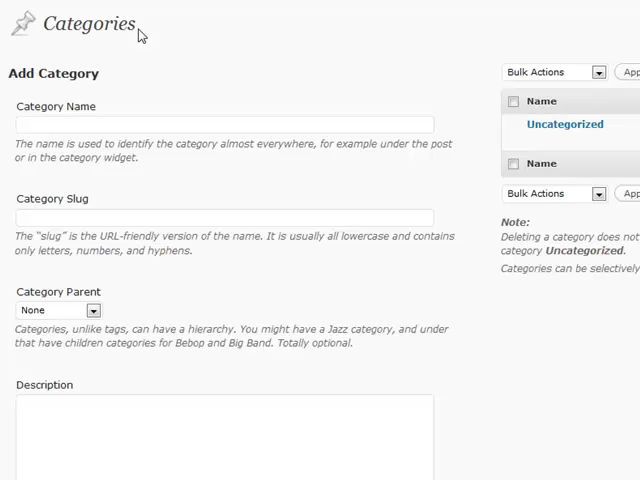 Categories
Add Category
Category Name
The name is used to identify the category almost everywhere, for example under the post
or in the category widget.
Category Slug
The “slug” is the URL-friendly version of the name. It is usually all lowercase and contains
only letters, numbers, and hyphens.
Category Parent
None
Categories, unlike tags, can have a hierarchy. You might have a Jazz category, and under
that have children categories for Bebop and Big Band. Totally optional.
Description
Bulk Actions
App
Name
Uncategorized
Name
Bulk Actions
App
Note:
Deleting a category does not
category Uncategorized.
Categories can be selectively